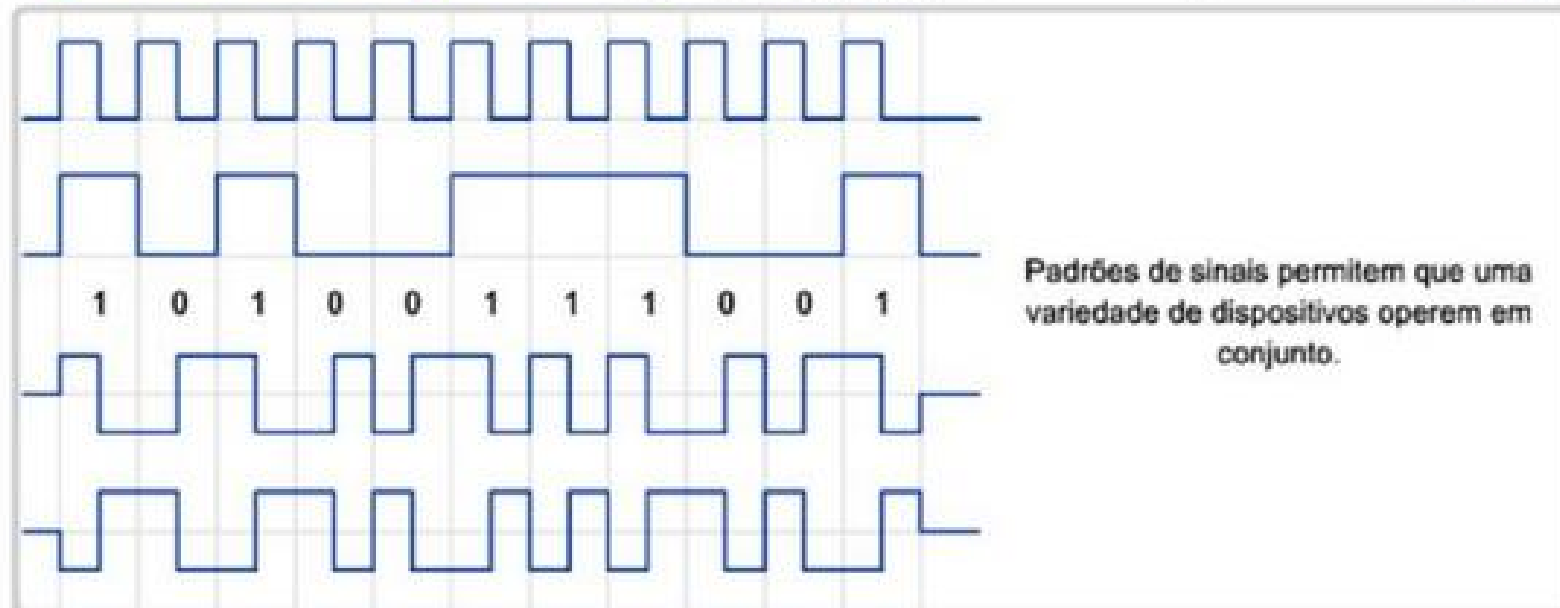 1 0 1 0 0 1 1 1 0 0 1
Padrões de sinais permitem que uma
variedade de dispositivos operem em
conjunto.